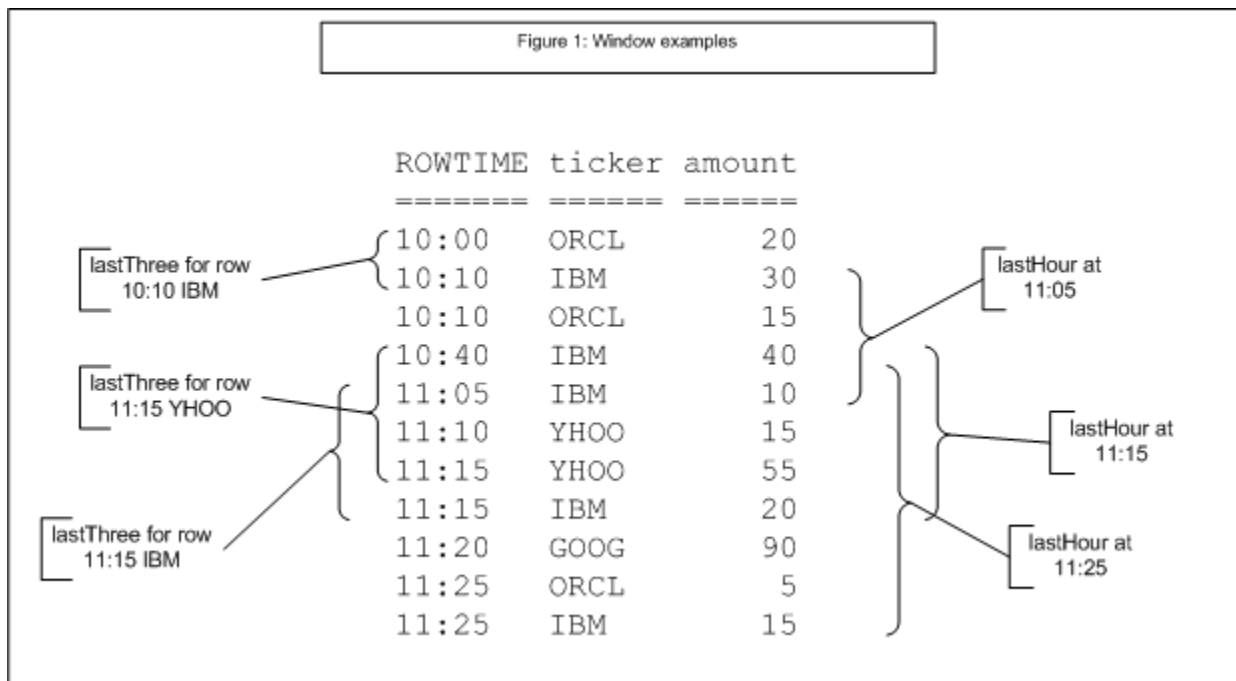 Figure 1: Window examples
ROWTIME ticker amount
======= ====== ======
10:00 ORCL 20
10:10 IBM 30
10:10 ORCL 15
10:40 IBM 40
11:05 IBM 10
11:10 YHOO 15
11:15 YHOO 55
11:15 IBM 20
11:20 GOOG 90
11:25 ORCL 5
11:25 IBM 15
lastThree for row
10:10 IBM
lastThree for row
11:15 YHOO
lastThree for row
11:15 IBM
lastHour at
11:05
lastHour at
11:15
lastHour at
11:25